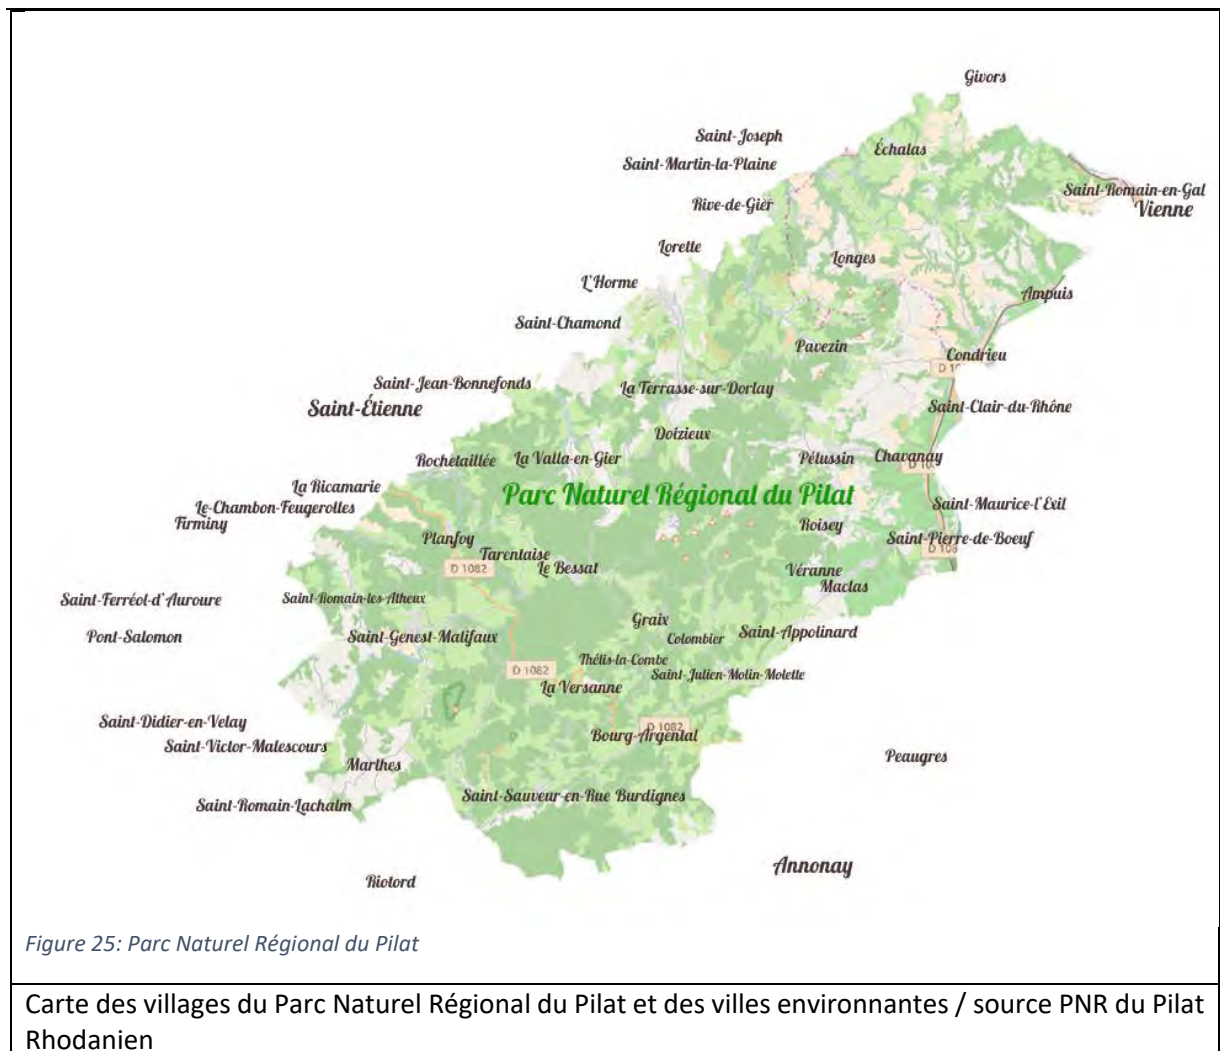 Givors
Saint-Joseph
Échalas
Saint-Martin-la-Plaine
Saint-Romain-en-Gal
Rive-de-Gier
Vienne
Lorette
Longes
L'Horme
Ampuis
Saint-Chamond
Pavezin
Condrieu
D 10
Saint-Jean-Bonnefonds
La Terrasse-sur-Dorlay
Saint-Étienne
Saint-Clair-du-Rhône
Doizieux
Rochetaillée
La Valla-en-Gier
Pélussin
Chavanay
D 10
La Ricamarie
Parc Naturel Régional du Pilat
Le-Chambon-Feugerolles
Saint-Maurice-l'Exil
Firminy
Roisey
Planfoy
Saint-Pierre-de-Boeuf
D 108
Tarentaise
D 1082
Le Bessat
Véranne
Maclas
Saint-Ferréol-d'Auroure
Saint-Romain-les-Atheux
Graix
Pont-Salomon
Saint-Genest-Malifaux
Colombier
Saint-Appolinard
Thélis-la-Combe
D 1082
Saint-Julien-Molin-Molette
La Versanne
Saint-Didier-en-Velay
D 1082
Bourg-Argental
Saint-Victor-Malescours
Peaugres
Marlhes
Saint-Sauveur-en-Rue
Burdignes
Saint-Romain-Lachalm
Annonay
Riotord
Figure 25: Parc Naturel Régional du Pilat
Carte des villages du Parc Naturel Régional du Pilat et des villes environnantes / source PNR du Pilat
Rhodanien